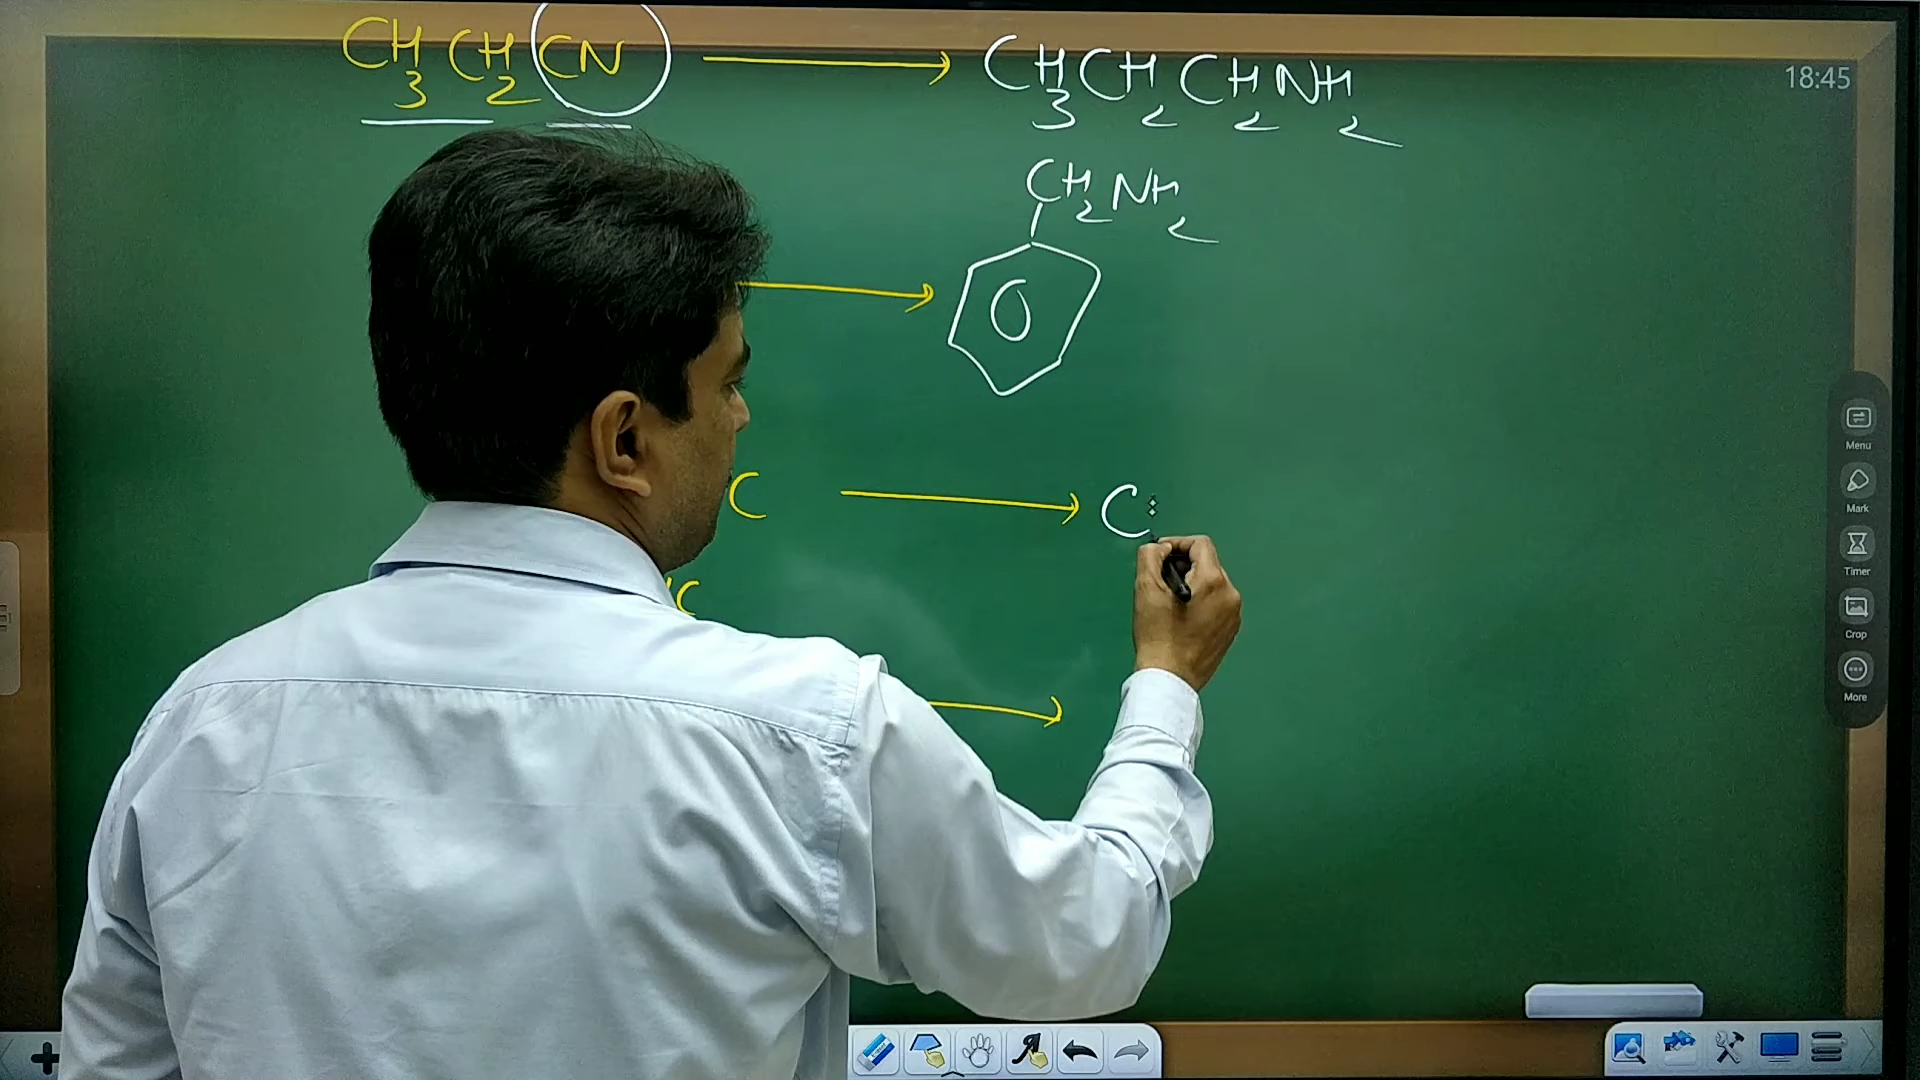 CH3CH2CN → CH3CH2CH2NH2
18:45
CH2NH2
C → C
C
Menu
Mark
Timer
Crop
More